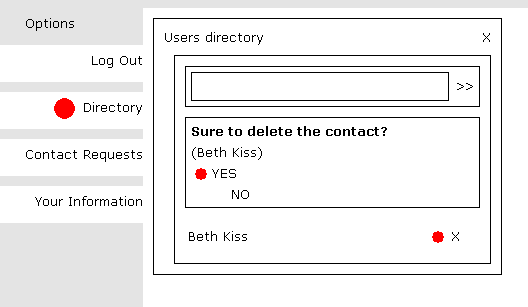 Options
Log Out
Directory
Contact Requests
Your Information
Users directory X
>>
Sure to delete the contact?
(Beth Kiss)
YES
NO
Beth Kiss X